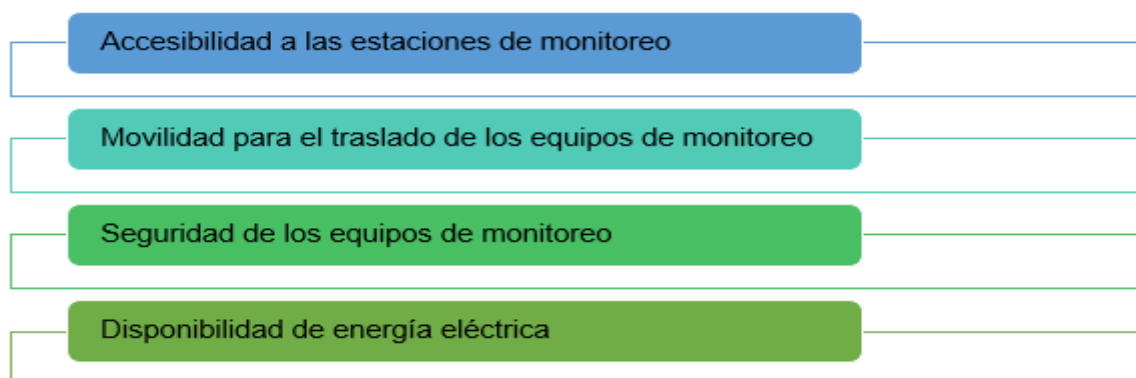 Accesibilidad a las estaciones de monitoreo
Movilidad para el traslado de los equipos de monitoreo
Seguridad de los equipos de monitoreo
Disponibilidad de energía eléctrica